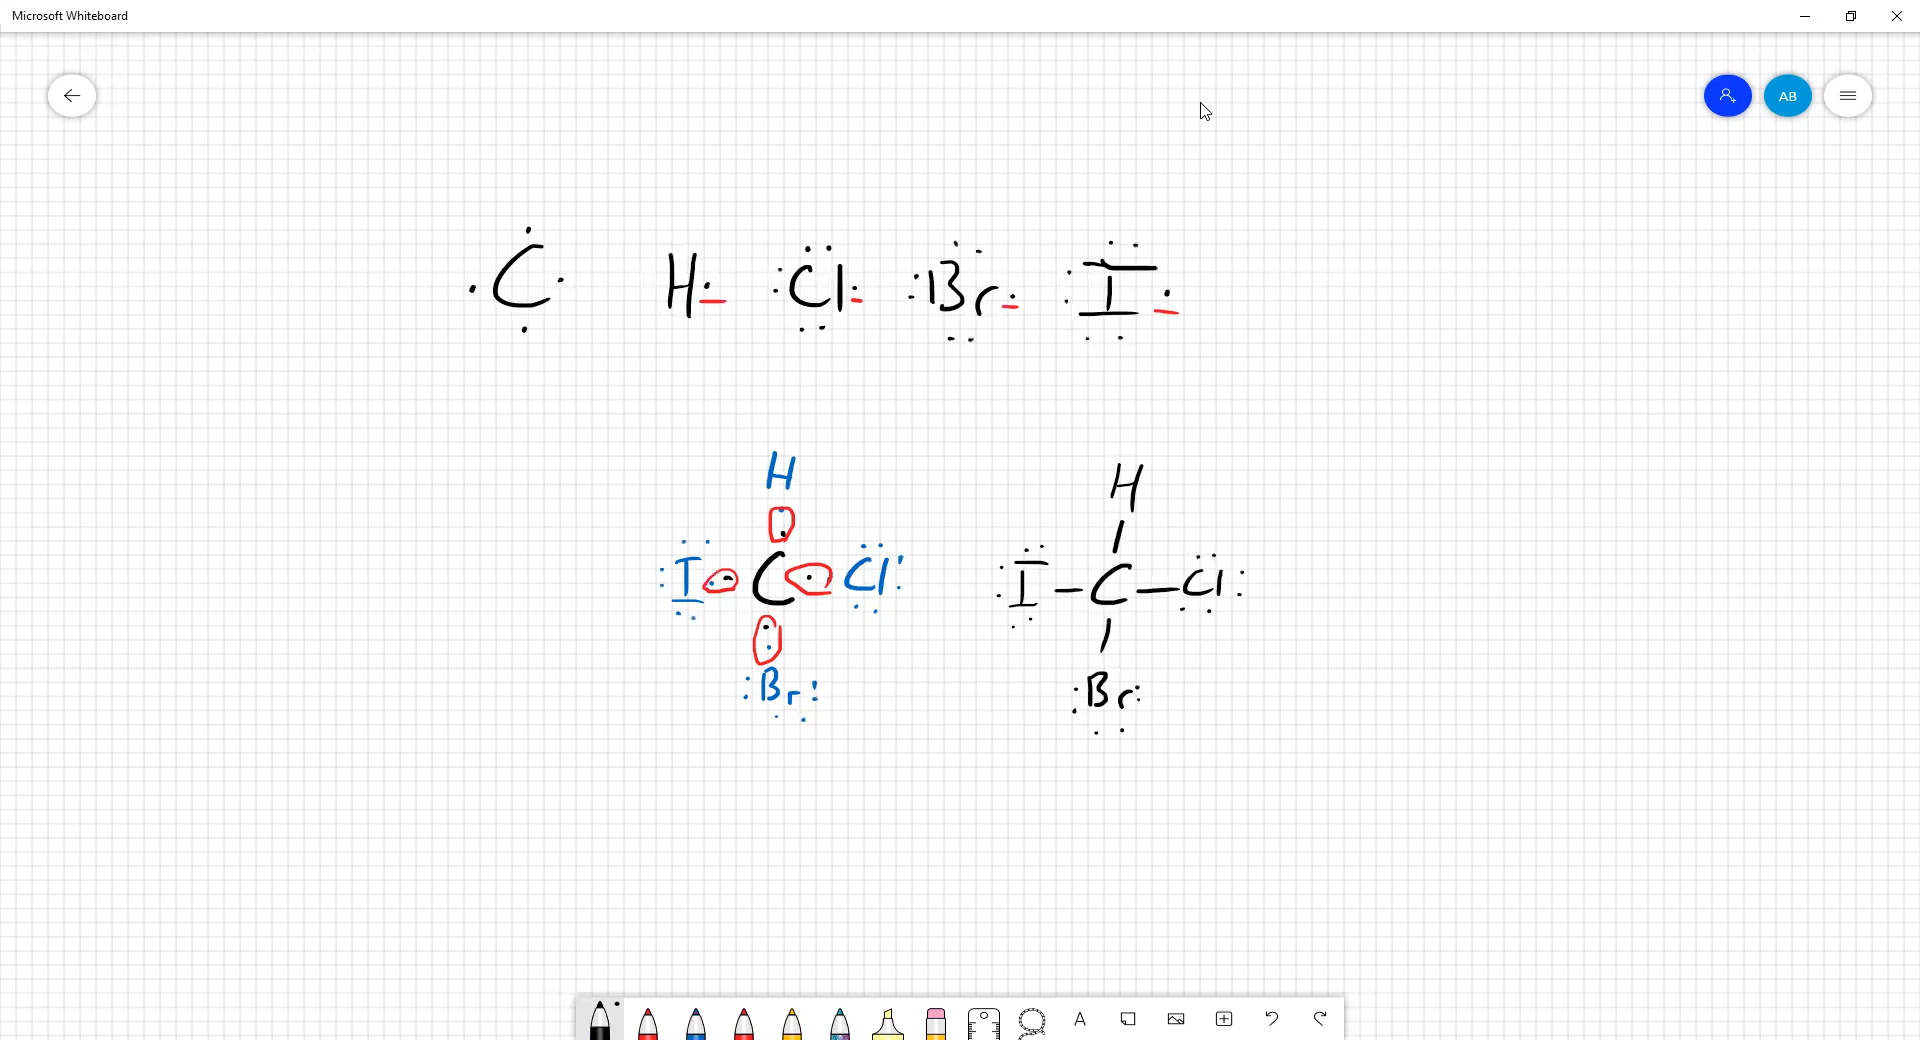 Microsoft Whiteboard
AB
C H Cl Br I
H
I C Cl
Br
H
I — C — Cl
Br
A